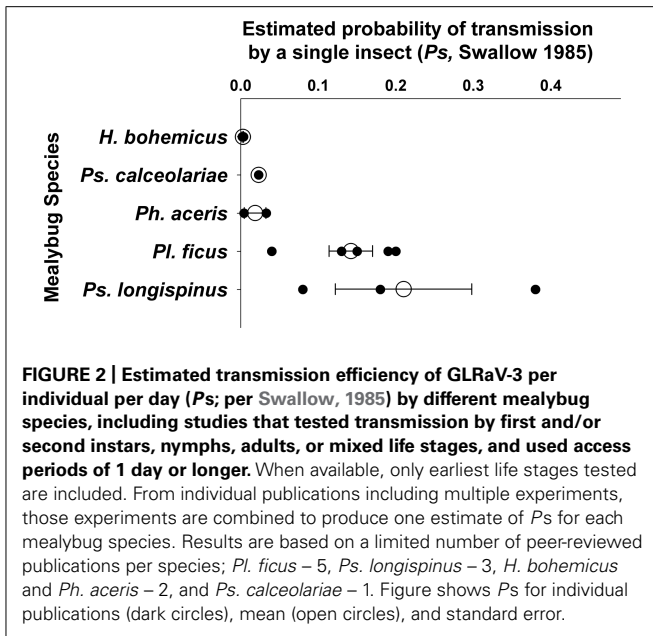 Estimated probability of transmission
by a single insect (Ps, Swallow 1985)
0.0 0.1 0.2 0.3 0.4
Mealybug Species
H. bohemicus
Ps. calceolariae
Ph. aceris
Pl. ficus
Ps. longispinus
FIGURE 2 | Estimated transmission efficiency of GLRaV-3 per
individual per day (Ps; per Swallow, 1985) by different mealybug
species, including studies that tested transmission by first and/or
second instars, nymphs, adults, or mixed life stages, and used access
periods of 1 day or longer. When available, only earliest life stages tested
are included. From individual publications including multiple experiments,
those experiments are combined to produce one estimate of Ps for each
mealybug species. Results are based on a limited number of peer-reviewed
publications per species; Pl. ficus – 5, Ps. longispinus – 3, H. bohemicus
and Ph. aceris – 2, and Ps. calceolariae – 1. Figure shows Ps for individual
publications (dark circles), mean (open circles), and standard error.